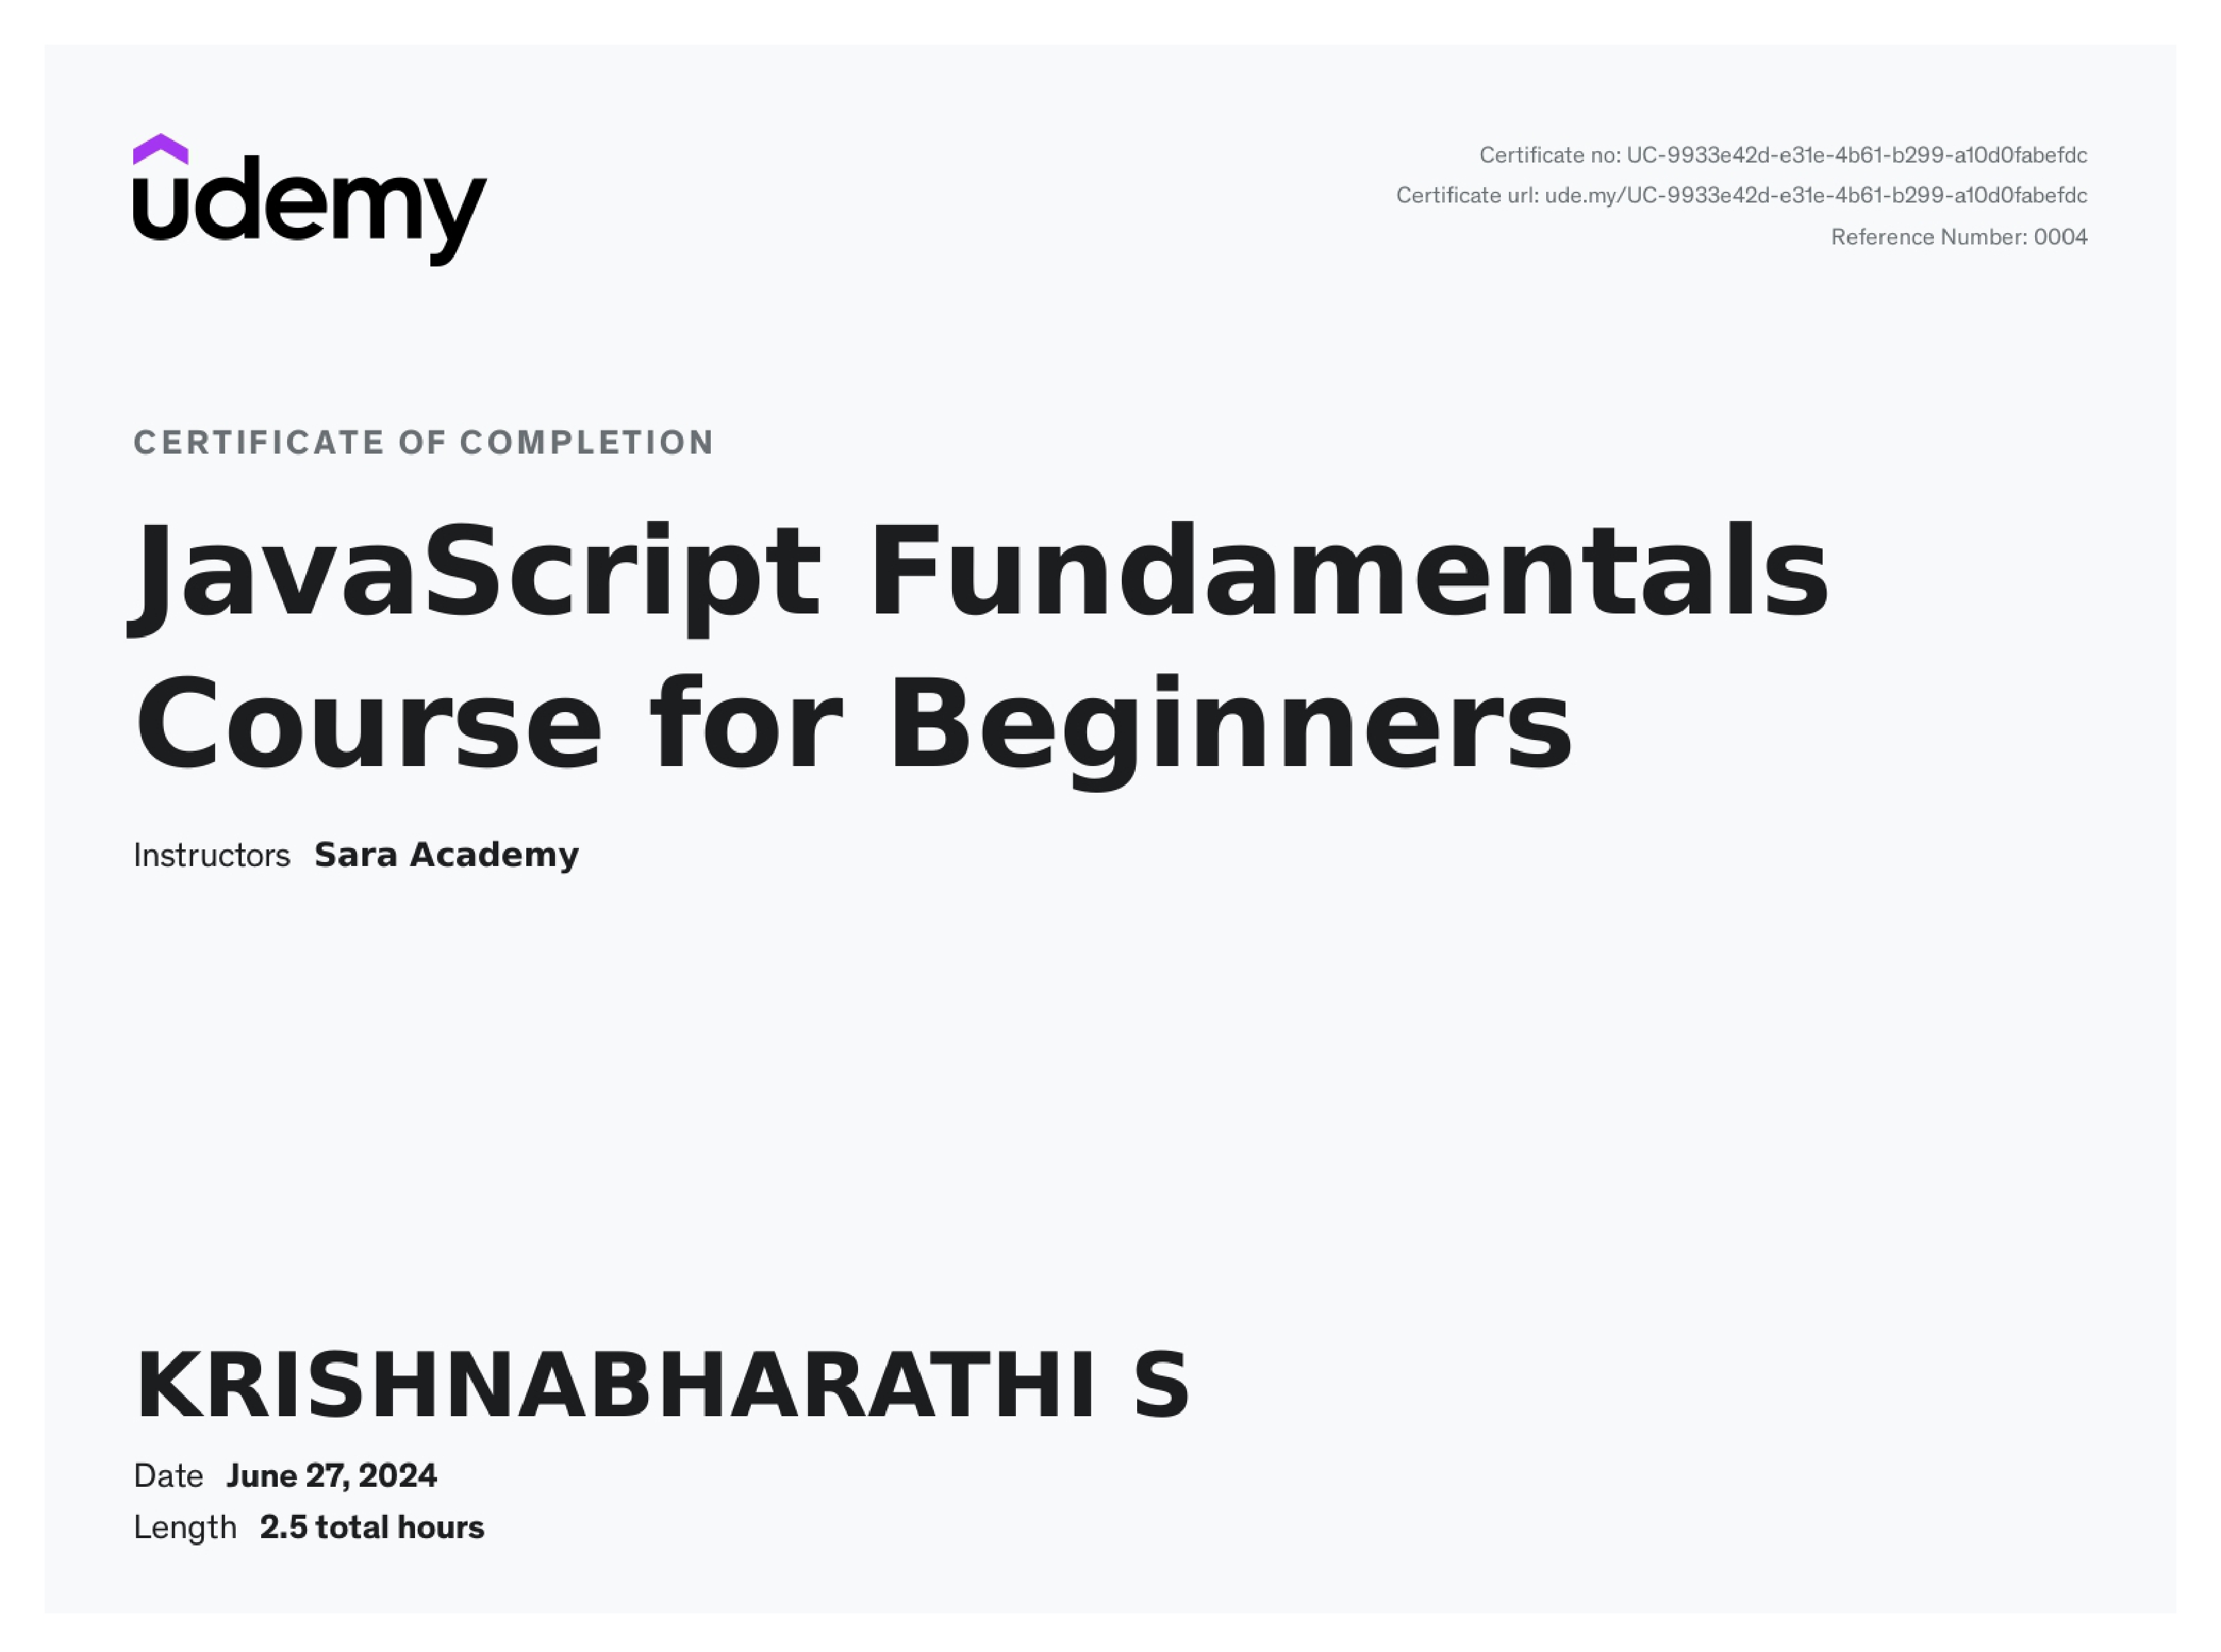 udemy
Certificate no: UC-9933e42d-e31e-4b61-b299-a10d0fabefdc
Certificate url: ude.my/UC-9933e42d-e31e-4b61-b299-a10d0fabefdc
Reference Number: 0004
CERTIFICATE OF COMPLETION
JavaScript Fundamentals
Course for Beginners
Instructors Sara Academy
KRISHNABHARATHI S
Date June 27, 2024
Length 2.5 total hours